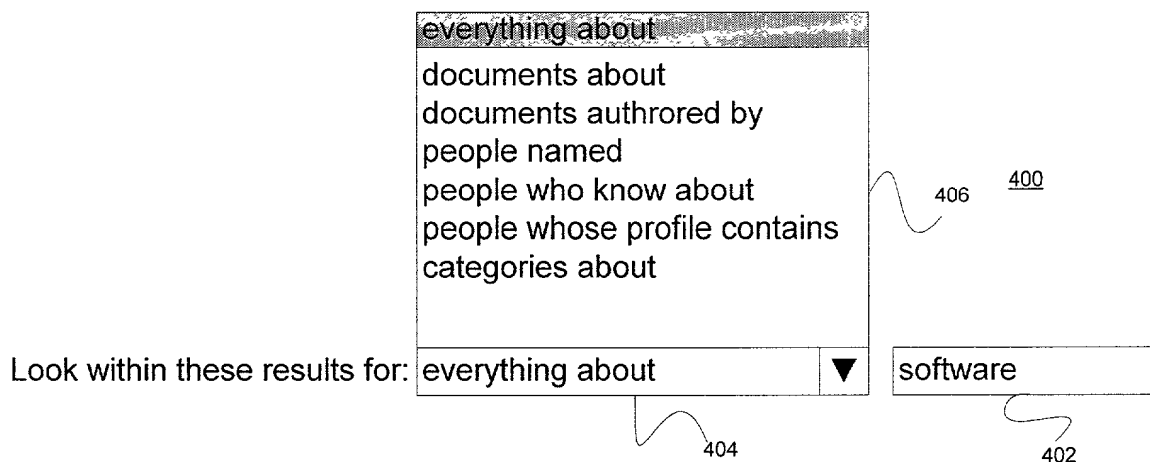 everything about
documents about
documents authrored by
people named
people who know about
people whose profile contains
categories about
406
400
Look within these results for: everything about ▼ software
404
402